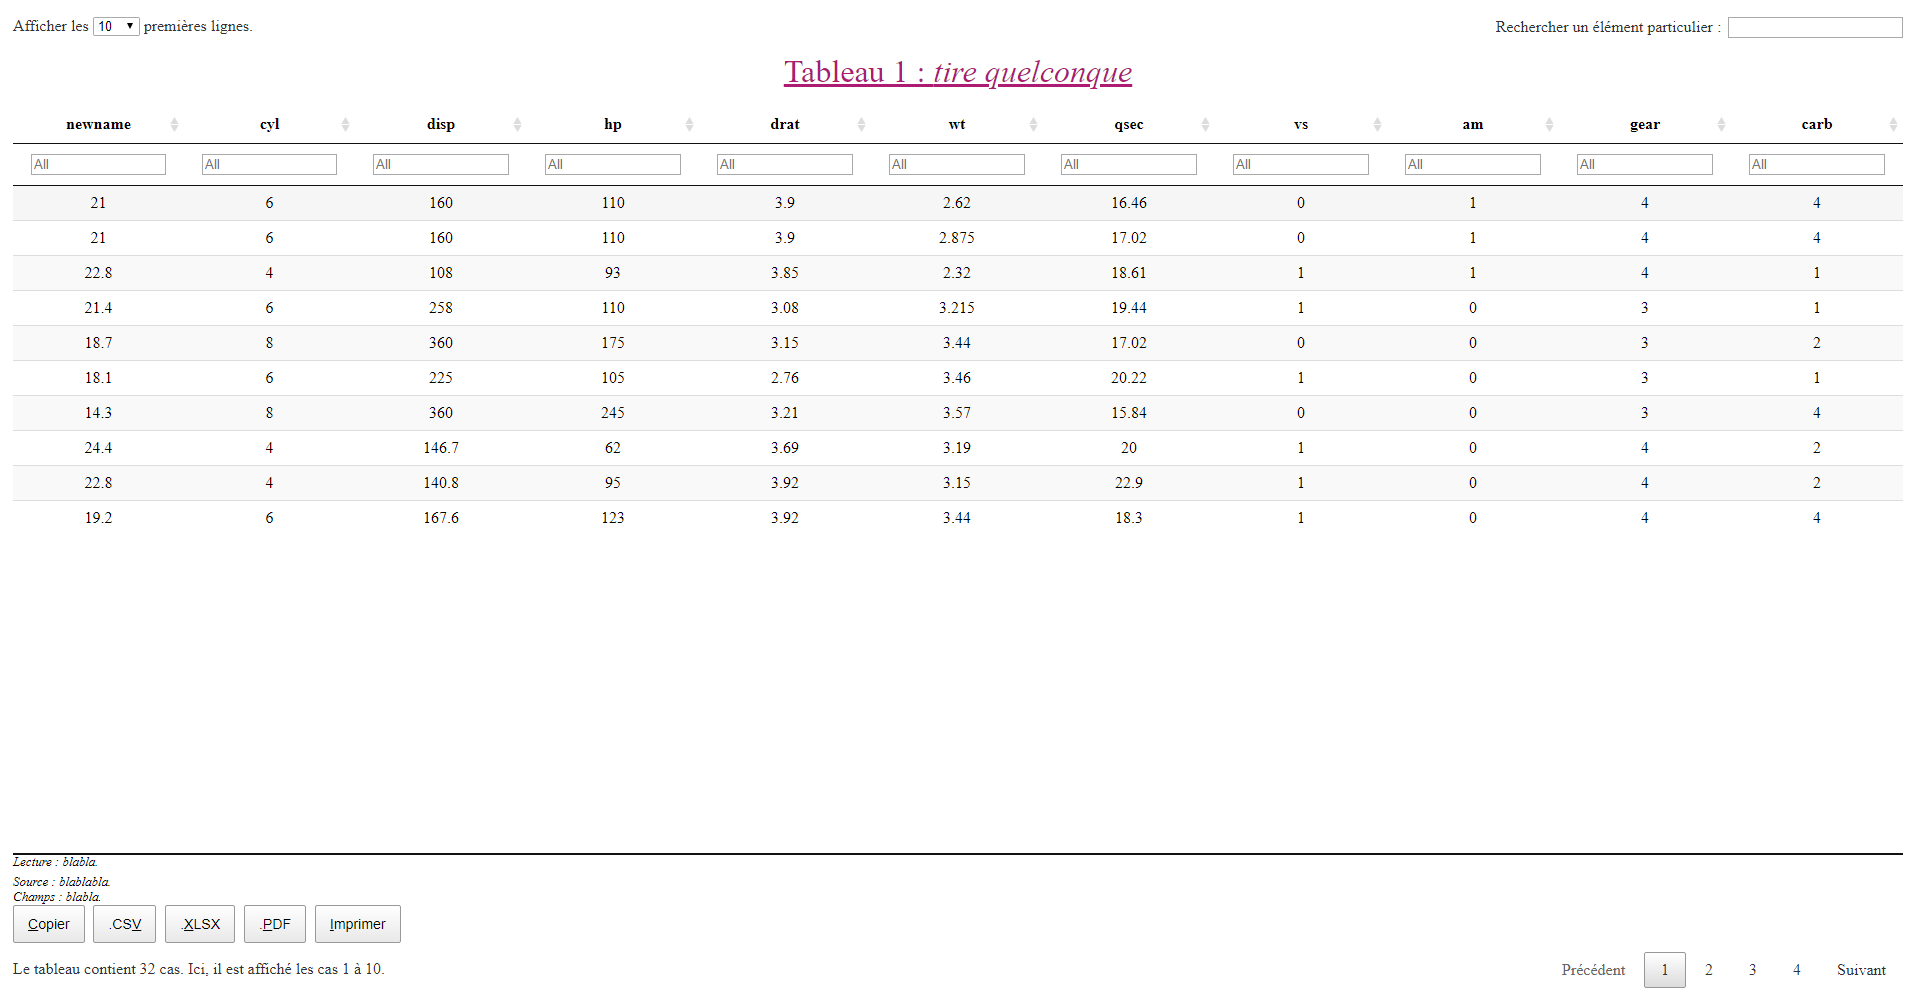 Afficher les 10 premières lignes. Rechercher un élément particulier :
Tableau 1 : tire quelconque
newname cyl disp hp drat wt qsec vs am gear carb
All All All All All All All All All All All
21 6 160 110 3.9 2.62 16.46 0 1 4 4
21 6 160 110 3.9 2.875 17.02 0 1 4 4
22.8 4 108 93 3.85 2.32 18.61 1 1 4 1
21.4 6 258 110 3.08 3.215 19.44 1 0 3 1
18.7 8 360 175 3.15 3.44 17.02 0 0 3 2
18.1 6 225 105 2.76 3.46 20.22 1 0 3 1
14.3 8 360 245 3.21 3.57 15.84 0 0 3 4
24.4 4 146.7 62 3.69 3.19 20 1 0 4 2
22.8 4 140.8 95 3.92 3.15 22.9 1 0 4 2
19.2 6 167.6 123 3.92 3.44 18.3 1 0 4 4
Lecture : blabla.
Source : blablabla.
Champs : blabla.
Copier .CSV .XLSX .PDF Imprimer
Le tableau contient 32 cas. Ici, il est affiché les cas 1 à 10. Précédent 1 2 3 4 Suivant